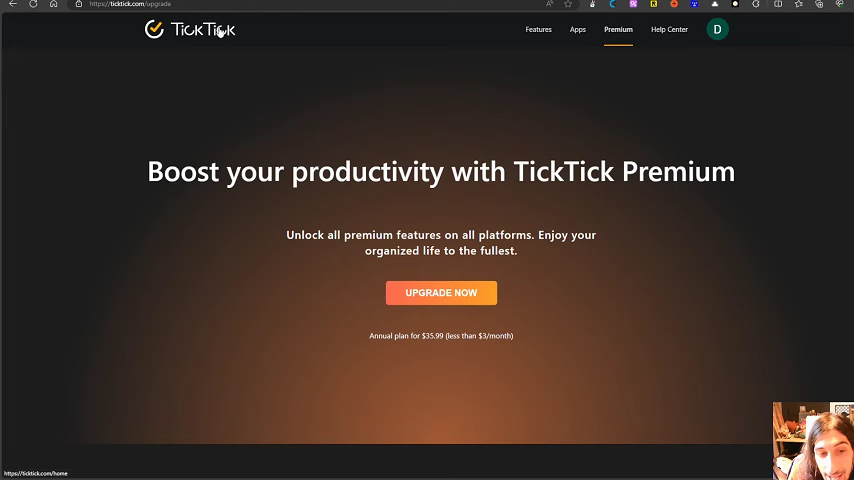 https://ticktick.com/upgrade
TickTick
Features
Apps
Premium
Help Center
D
Boost your productivity with TickTick Premium
Unlock all premium features on all platforms. Enjoy your
organized life to the fullest.
UPGRADE NOW
Annual plan for $35.99 (less than $3/month)
https://ticktick.com/home